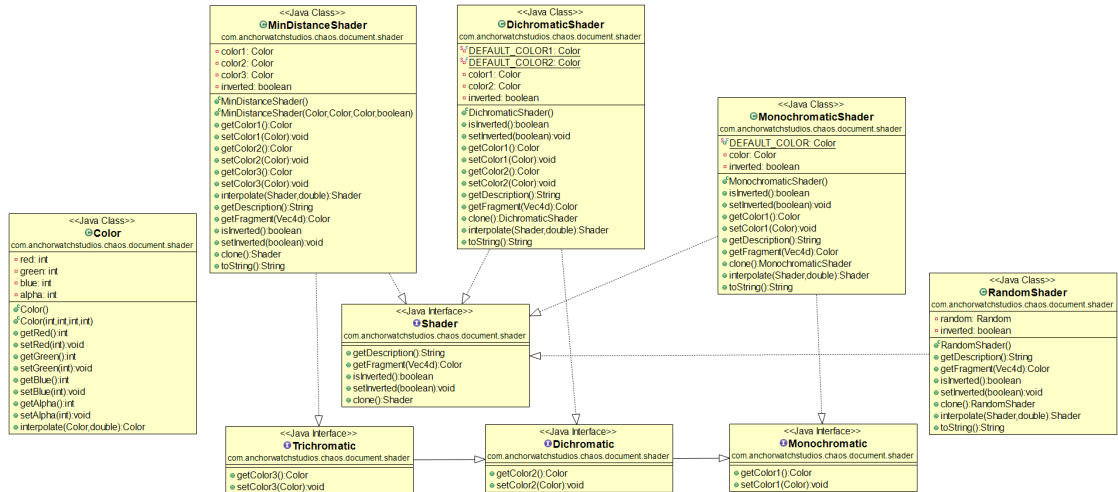 <<Java Class>>
MinDistanceShader
com.anchorwatchstudios.chaos.document.shader
color1: Color
color2: Color
color3: Color
inverted: boolean
MinDistanceShader()
MinDistanceShader(Color,Color,Color,boolean)
getColor1():Color
setColor1(Color):void
getColor2():Color
setColor2(Color):void
getColor3():Color
setColor3(Color):void
interpolate(Shader,double):Shader
getDescription():String
getFragment(Vec4d):Color
isInverted():boolean
setInverted(boolean):void
clone():Shader
toString():String
<<Java Class>>
DichromaticShader
com.anchorwatchstudios.chaos.document.shader
DEFAULT_COLOR1: Color
DEFAULT_COLOR2: Color
color1: Color
color2: Color
inverted: boolean
DichromaticShader()
isInverted():boolean
setInverted(boolean):void
getColor1():Color
setColor1(Color):void
getColor2():Color
setColor2(Color):void
getDescription():String
getFragment(Vec4d):Color
clone():DichromaticShader
interpolate(Shader,double):Shader
toString():String
<<Java Class>>
MonochromaticShader
com.anchorwatchstudios.chaos.document.shader
DEFAULT_COLOR: Color
color: Color
inverted: boolean
MonochromaticShader()
isInverted():boolean
setInverted(boolean):void
getColor1():Color
setColor1(Color):void
getDescription():String
getFragment(Vec4d):Color
clone():MonochromaticShader
interpolate(Shader,double):Shader
toString():String
<<Java Class>>
Color
com.anchorwatchstudios.chaos.document.shader
red: int
green: int
blue: int
alpha: int
Color()
Color(int,int,int,int)
getRed():int
setRed(int):void
getGreen():int
setGreen(int):void
getBlue():int
setBlue(int):void
getAlpha():int
setAlpha(int):void
interpolate(Color,double):Color
<<Java Interface>>
Shader
com.anchorwatchstudios.chaos.document.shader
getDescription():String
getFragment(Vec4d):Color
isInverted():boolean
setInverted(boolean):void
clone():Shader
<<Java Class>>
RandomShader
com.anchorwatchstudios.chaos.document.shader
random: Random
inverted: boolean
RandomShader()
getDescription():String
getFragment(Vec4d):Color
isInverted():boolean
setInverted(boolean):void
clone():RandomShader
interpolate(Shader,double):Shader
toString():String
<<Java Interface>>
Trichromatic
com.anchorwatchstudios.chaos.document.shader
getColor3():Color
setColor3(Color):void
<<Java Interface>>
Dichromatic
com.anchorwatchstudios.chaos.document.shader
getColor2():Color
setColor2(Color):void
<<Java Interface>>
Monochromatic
com.anchorwatchstudios.chaos.document.shader
getColor1():Color
setColor1(Color):void